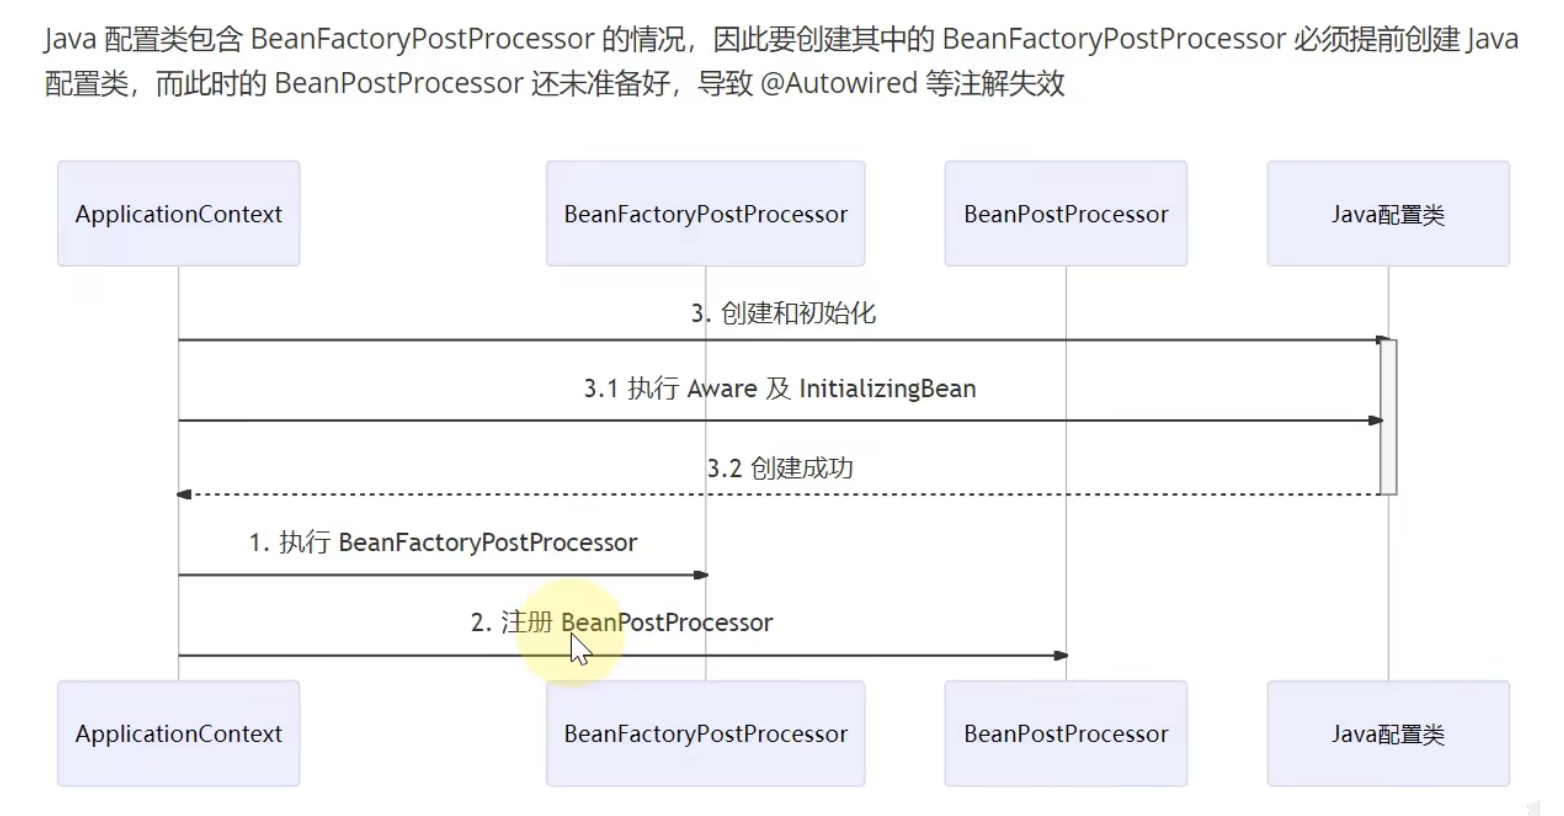 Java 配置类包含 BeanFactoryPostProcessor 的情况，因此要创建其中的 BeanFactoryPostProcessor 必须提前创建 Java
配置类，而此时的 BeanPostProcessor 还未准备好，导致 @Autowired 等注解失效
ApplicationContext
BeanFactoryPostProcessor
BeanPostProcessor
Java配置类
3. 创建和初始化
3.1 执行 Aware 及 InitializingBean
3.2 创建成功
1. 执行 BeanFactoryPostProcessor
2. 注册 BeanPostProcessor
ApplicationContext
BeanFactoryPostProcessor
BeanPostProcessor
Java配置类